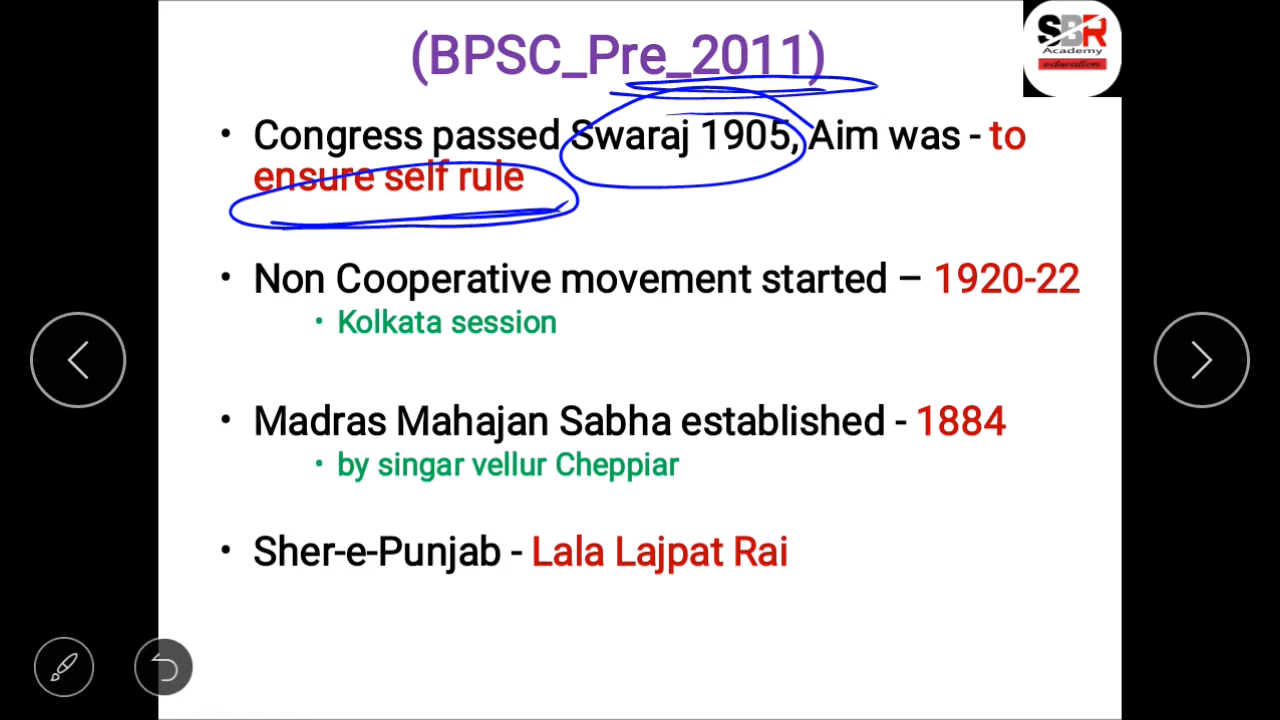 (BPSC_Pre_2011)
SBR
Academy
education
• Congress passed Swaraj 1905, Aim was - to
ensure self rule
• Non Cooperative movement started – 1920-22
• Kolkata session
• Madras Mahajan Sabha established - 1884
• by singar vellur Cheppiar
• Sher-e-Punjab - Lala Lajpat Rai